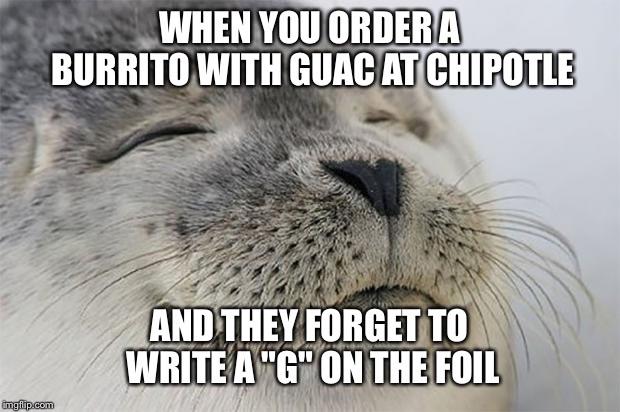 WHEN YOU ORDER A
BURRITO WITH GUAC AT CHIPOTLE
AND THEY FORGET TO
WRITE A "G" ON THE FOIL
imgflip.com